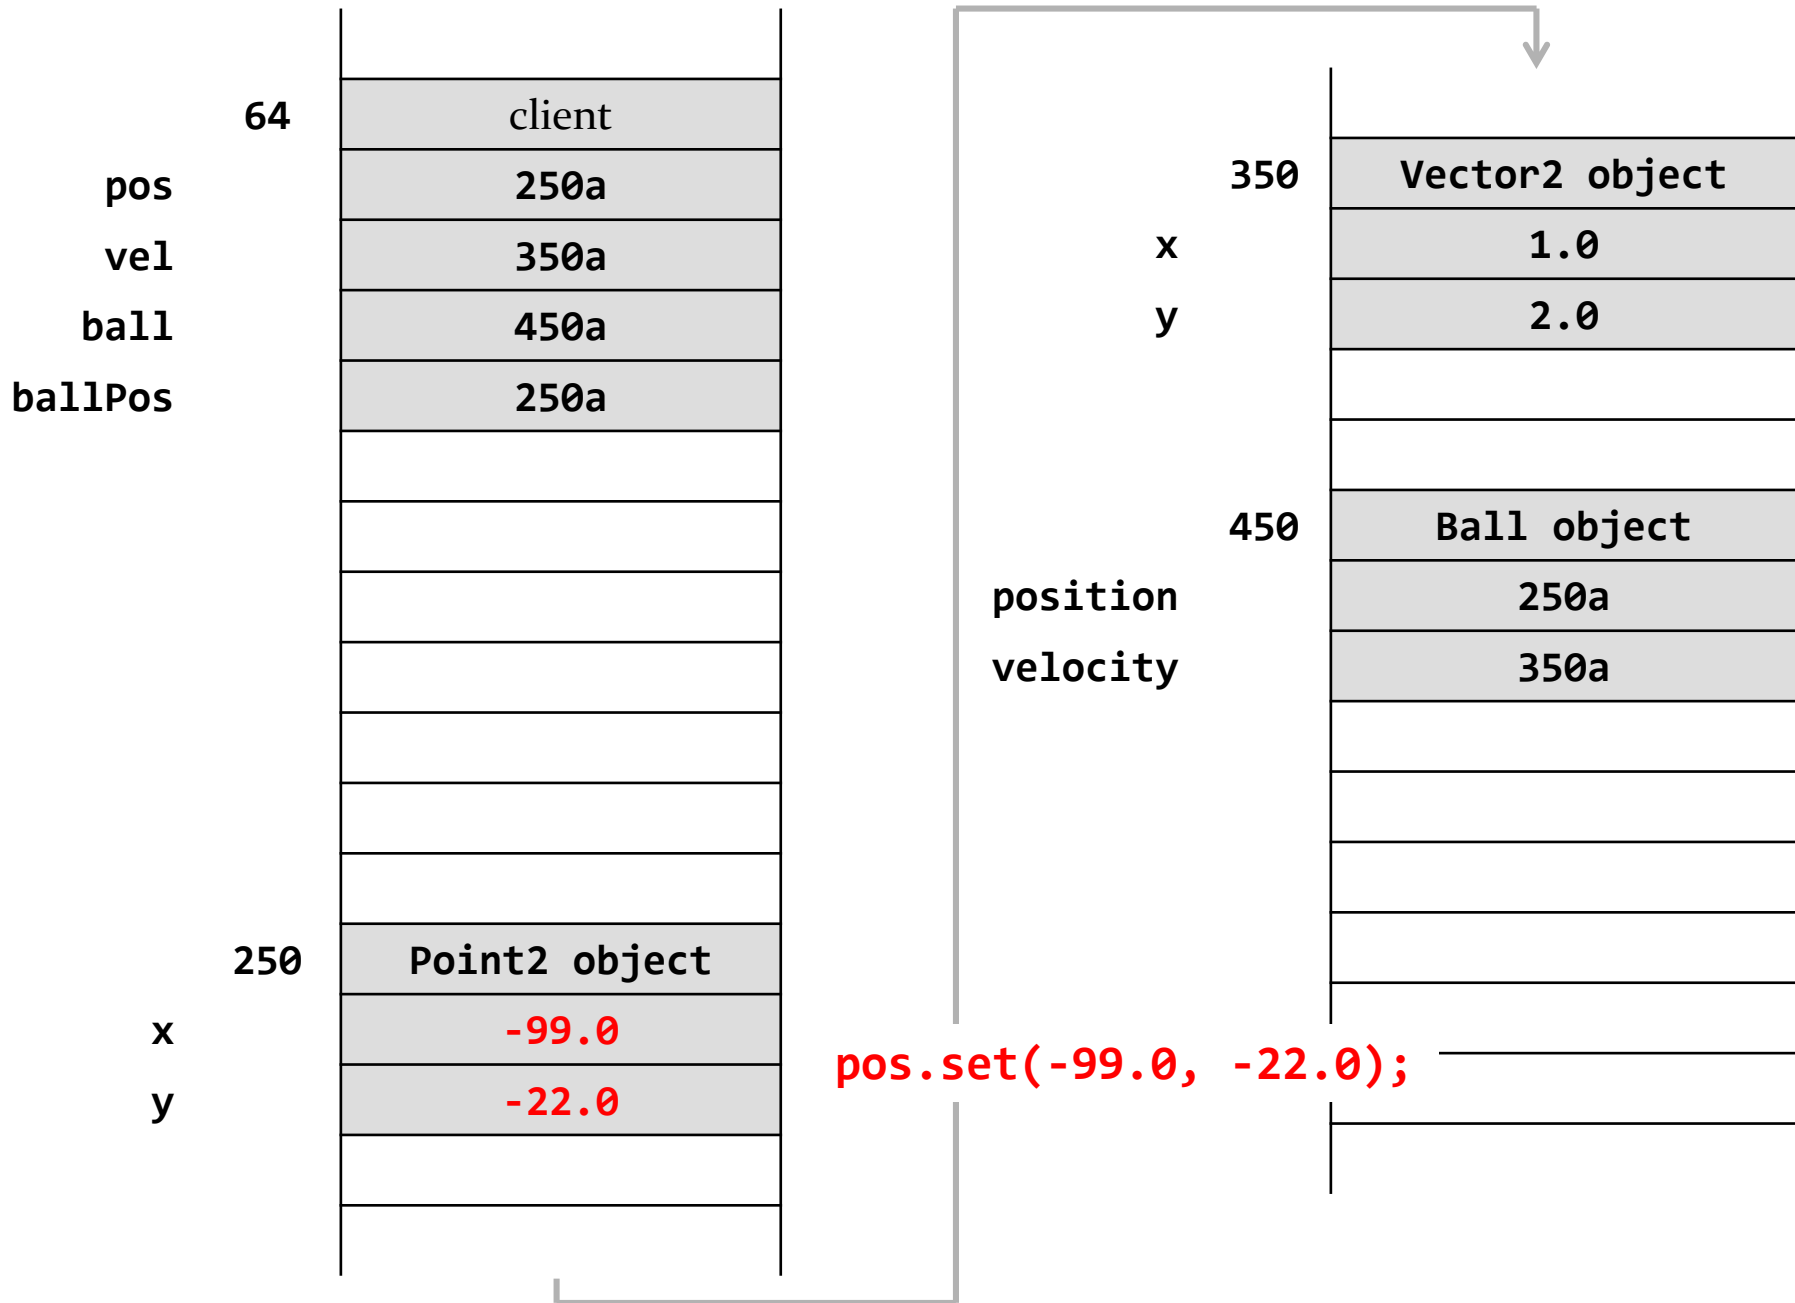 64 client
pos 250a
vel 350a
ball 450a
ballPos 250a
250 Point2 object
x -99.0
y -22.0
pos.set(-99.0, -22.0);
350 Vector2 object
x 1.0
y 2.0
450 Ball object
position 250a
velocity 350a